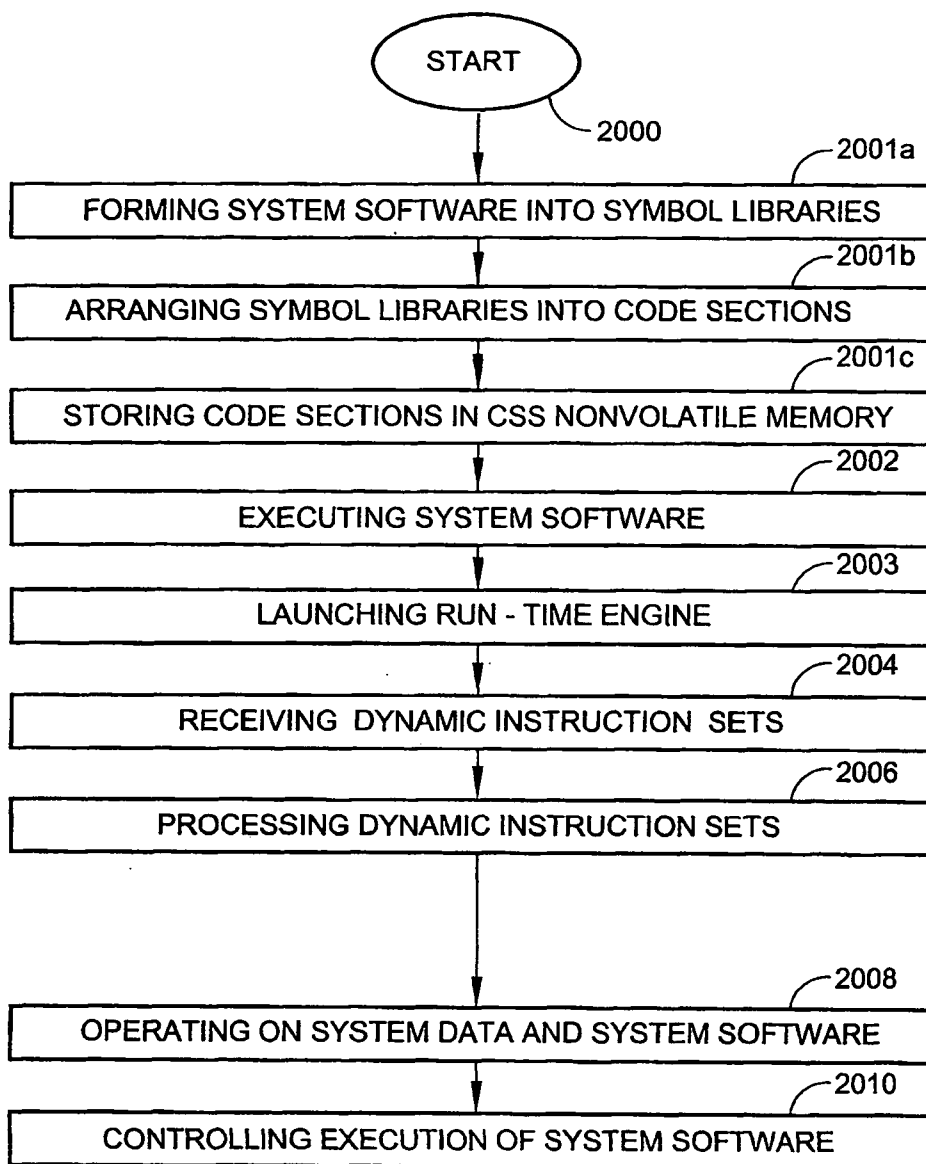 START
2000
2001a
FORMING SYSTEM SOFTWARE INTO SYMBOL LIBRARIES
2001b
ARRANGING SYMBOL LIBRARIES INTO CODE SECTIONS
2001c
STORING CODE SECTIONS IN CSS NONVOLATILE MEMORY
2002
EXECUTING SYSTEM SOFTWARE
2003
LAUNCHING RUN - TIME ENGINE
2004
RECEIVING DYNAMIC INSTRUCTION SETS
2006
PROCESSING DYNAMIC INSTRUCTION SETS
2008
OPERATING ON SYSTEM DATA AND SYSTEM SOFTWARE
2010
CONTROLLING EXECUTION OF SYSTEM SOFTWARE